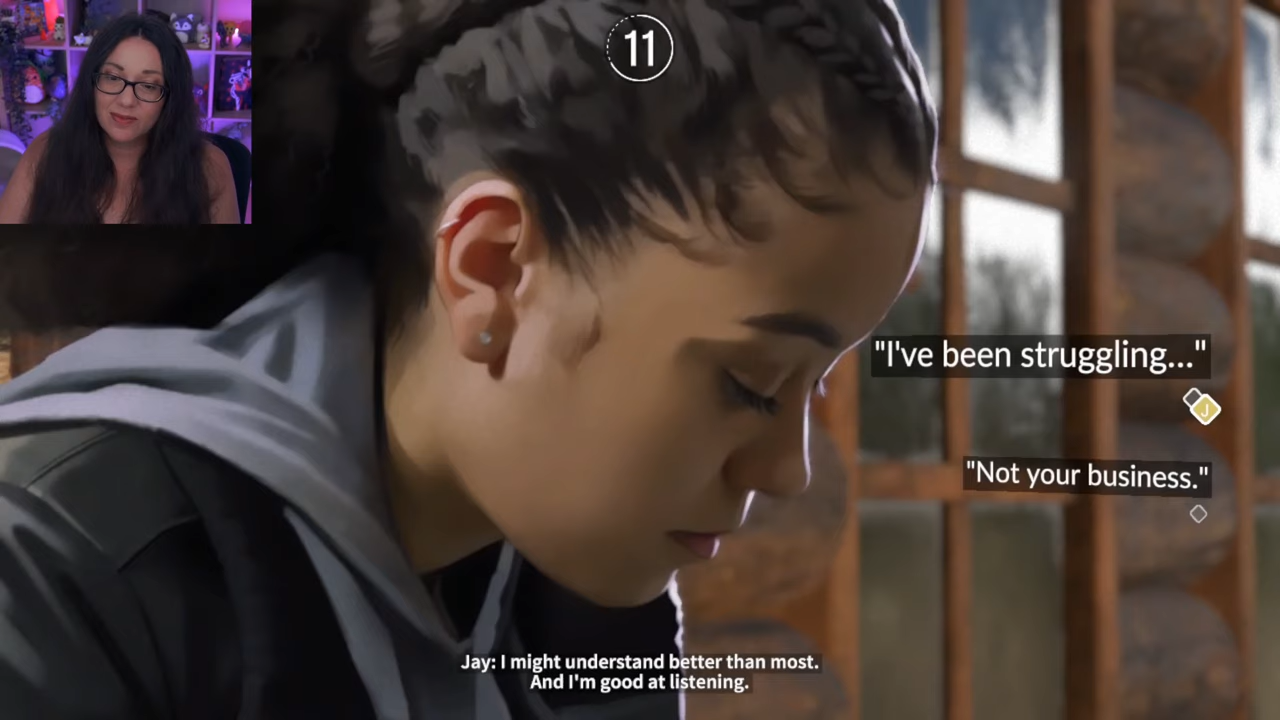 11
"I've been struggling..."
J
"Not your business."
Jay: I might understand better than most.
And I'm good at listening.